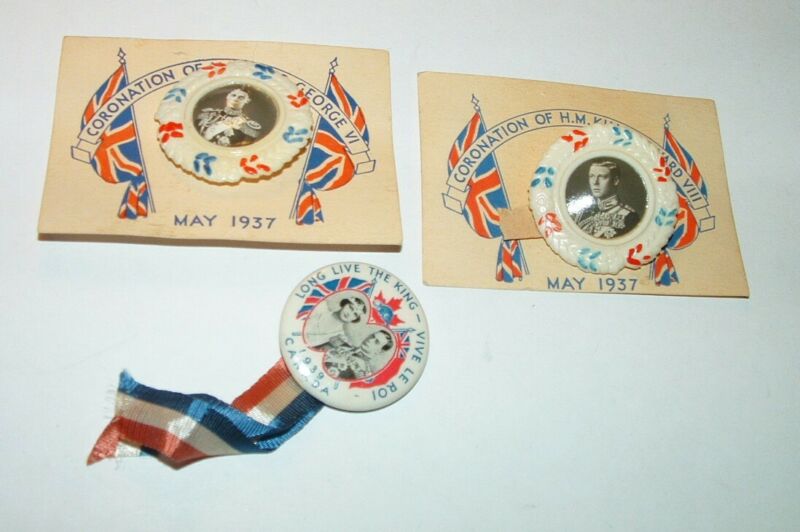 CORONATION OF GEORGE VI
MAY 1937
CORONATION OF H.M. RD VIII
MAY 1937
LONG LIVE THE KING - VIVE LE ROI -
1939
CANADA